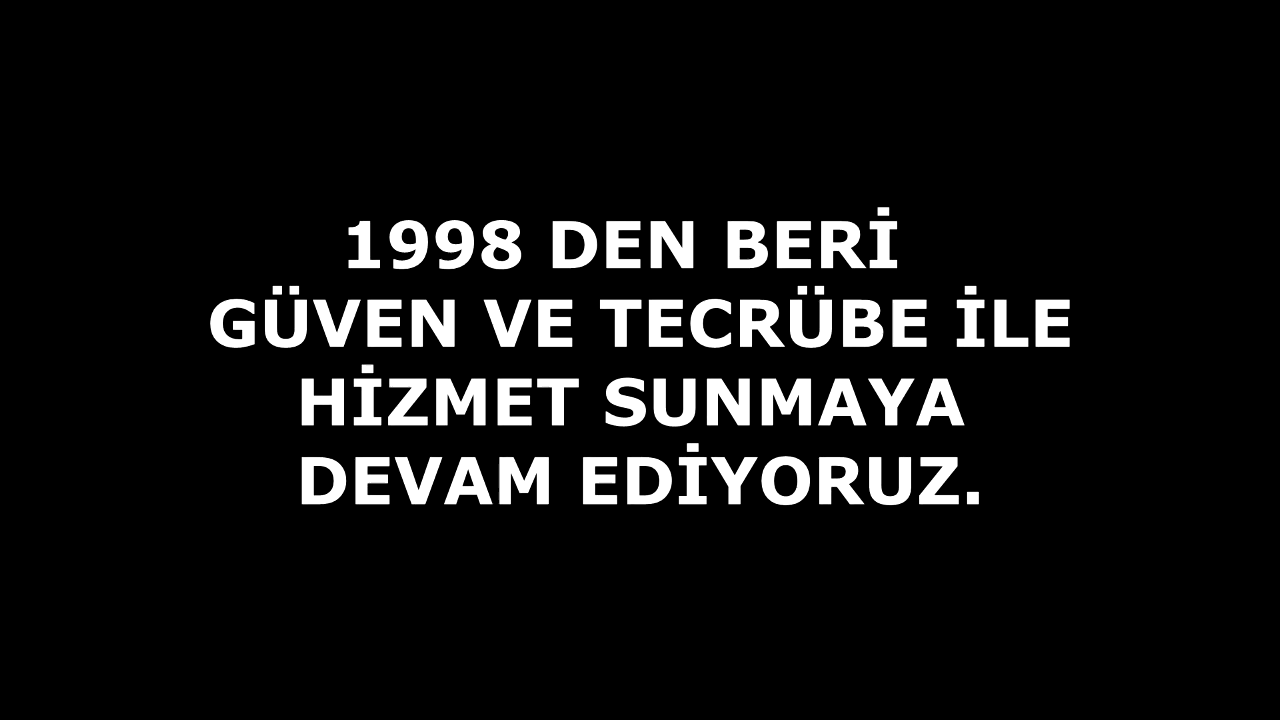 1998 DEN BERİ
GÜVEN VE TECRÜBE İLE
HİZMET SUNMAYA
DEVAM EDİYORUZ.